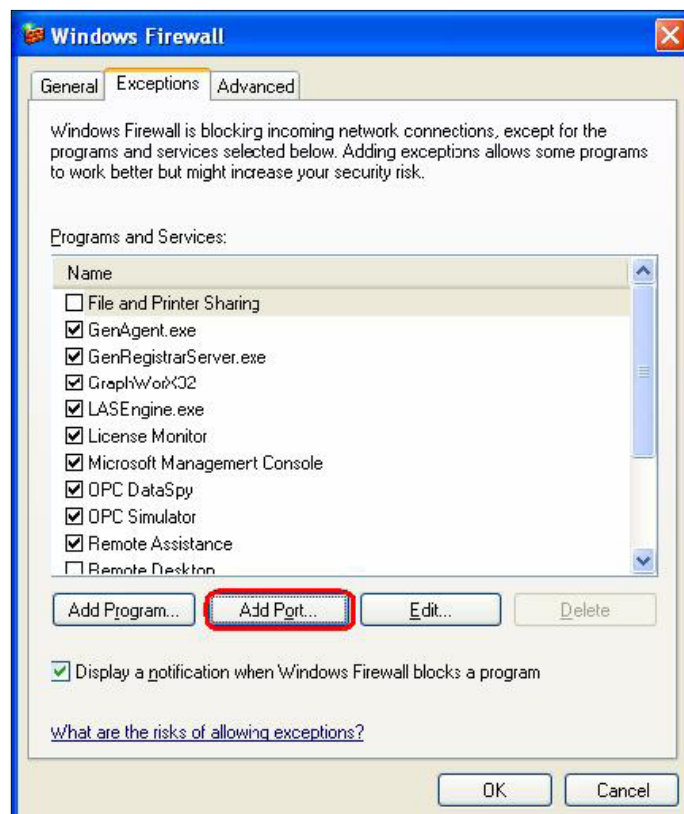 Windows Firewall
General Exceptions Advanced
Windows Firewall is blocking incoming network connections, except for the
programs and services selected below. Adding exceptions allows some programs
to work better but might increase your security risk.
Programs and Services:
Name
File and Printer Sharing
GenAgent.exe
GenRegistrarServer.exe
GraphWorX32
LASEngine.exe
License Monitor
Microsoft Management Console
OPC DataSpy
OPC Simulator
Remote Assistance
Remote Desktop
Add Program... Add Port... Edit... Delete
Display a notification when Windows Firewall blocks a program
What are the risks of allowing exceptions?
OK Cancel